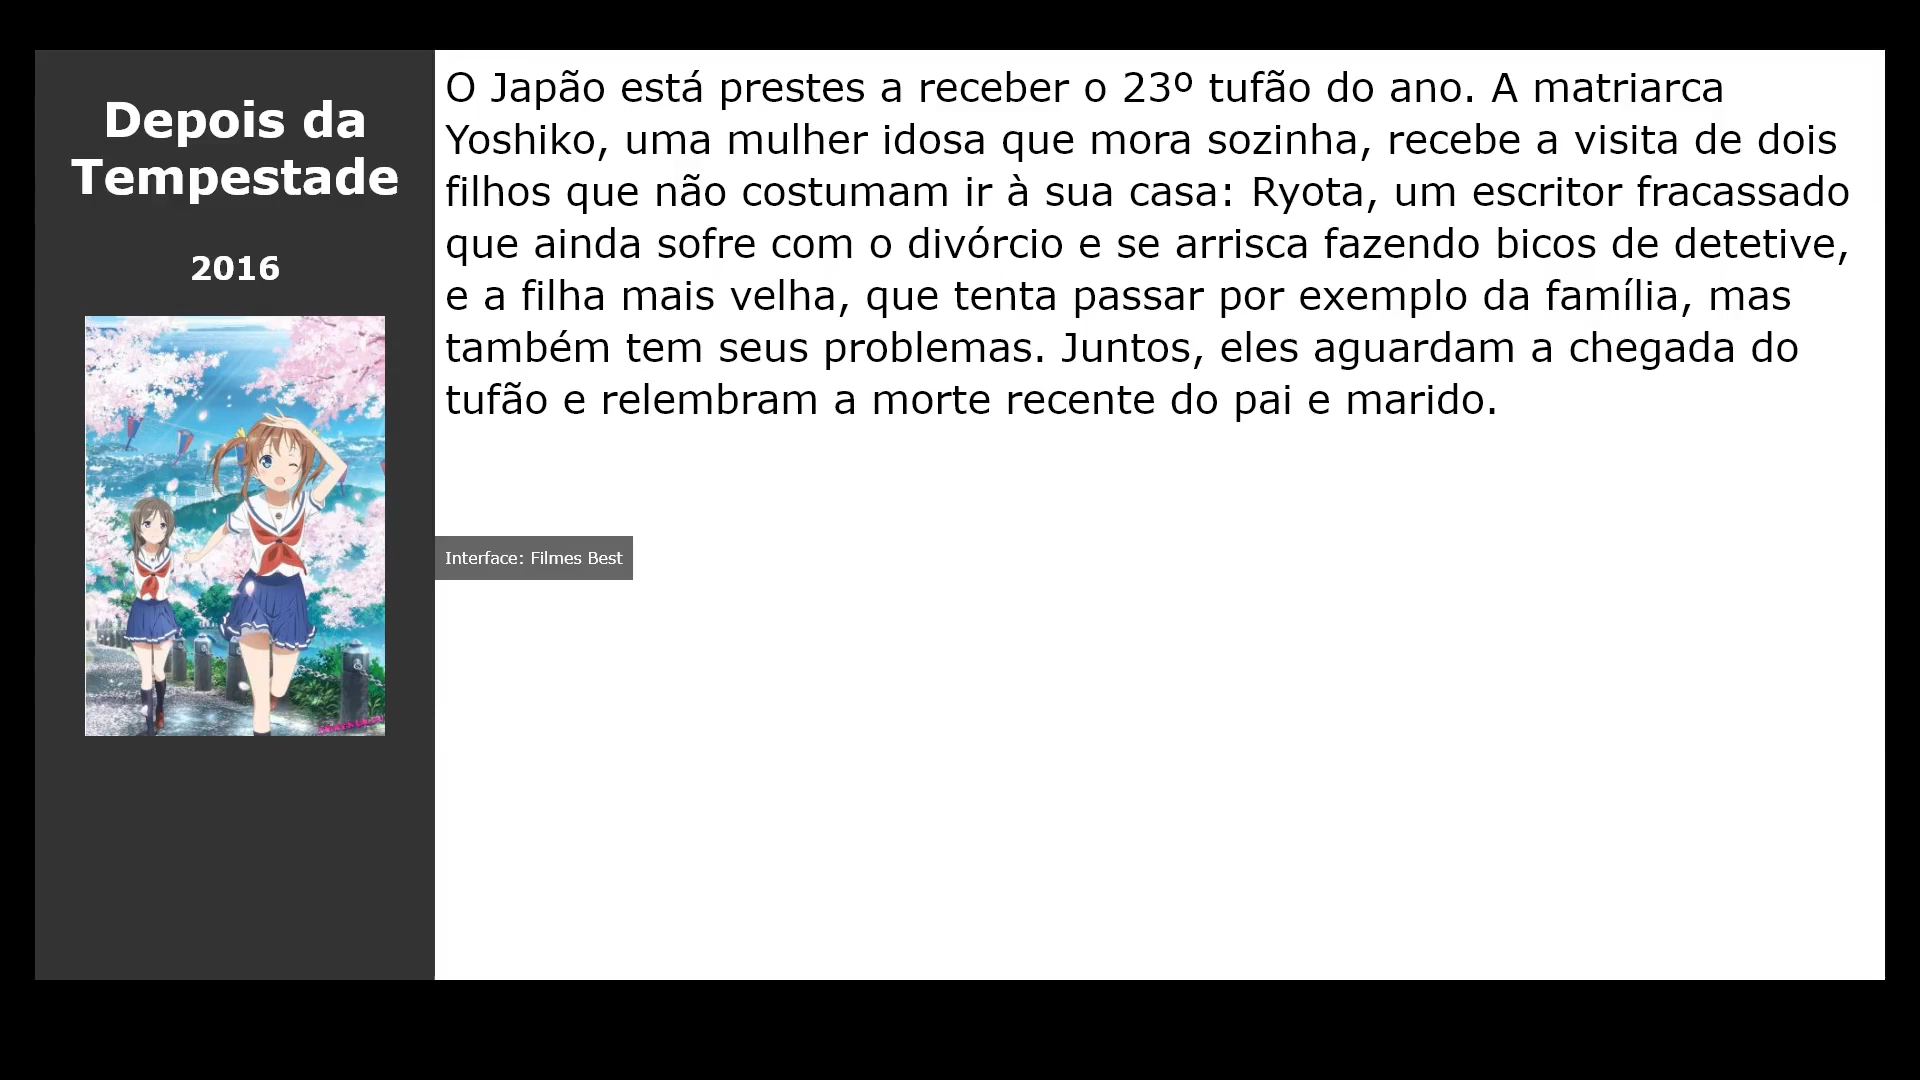 Depois da
Tempestade
2016
O Japão está prestes a receber o 23º tufão do ano. A matriarca
Yoshiko, uma mulher idosa que mora sozinha, recebe a visita de dois
filhos que não costumam ir à sua casa: Ryota, um escritor fracassado
que ainda sofre com o divórcio e se arrisca fazendo bicos de detetive,
e a filha mais velha, que tenta passar por exemplo da família, mas
também tem seus problemas. Juntos, eles aguardam a chegada do
tufão e relembram a morte recente do pai e marido.
Interface: Filmes Best